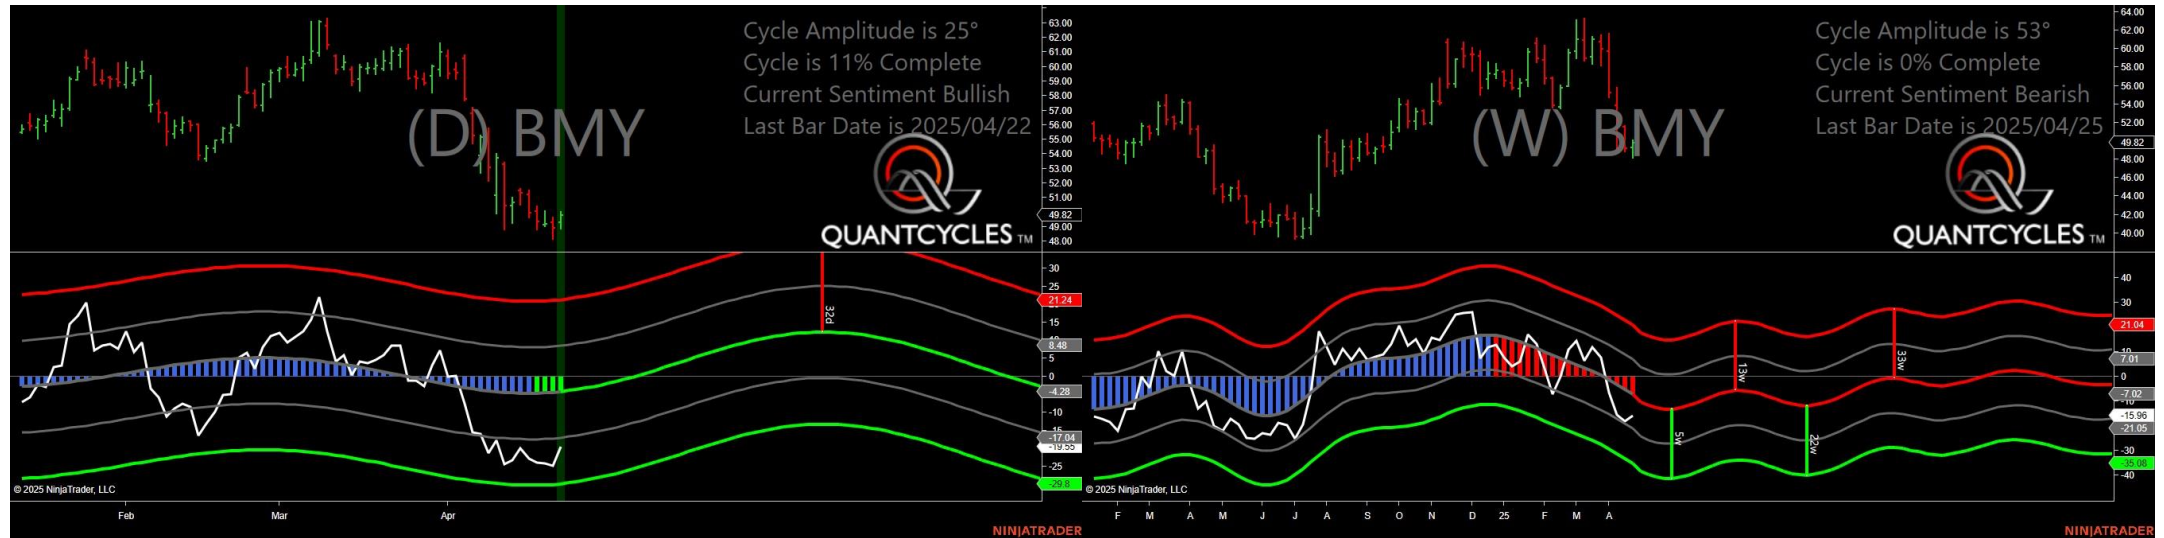 Cycle Amplitude is 25°
Cycle is 11% Complete
Current Sentiment Bullish
Last Bar Date is 2025/04/22
(D) BMY
QUANTCYCLES TM
63.00
62.00
61.00
60.00
59.00
58.00
57.00
56.00
55.00
54.00
53.00
52.00
51.00
49.82
49.00
48.00
30
25
21.24
15
8.48
5
0
-4.28
-10
-17.04
-19.55
-25
-29.8
32d
© 2025 NinjaTrader, LLC
Feb Mar Apr
NINJATRADER
Cycle Amplitude is 53°
Cycle is 0% Complete
Current Sentiment Bearish
Last Bar Date is 2025/04/25
(W) BMY
QUANTCYCLES TM
64.00
62.00
60.00
58.00
56.00
54.00
52.00
49.82
48.00
46.00
44.00
42.00
40.00
40
30
21.04
10
7.01
0
-7.02
-10
-15.96
-21.05
-30
-35.08
-40
5w
13w
22w
33w
© 2025 NinjaTrader, LLC
F M A M J J A S O N D 25 F M A
NINJATRADER